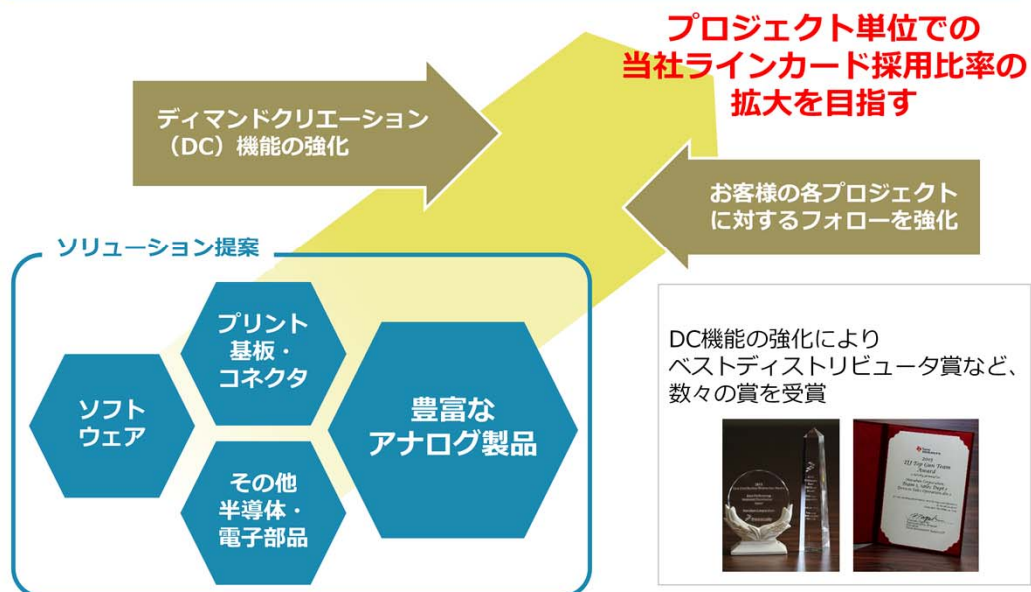 プロジェクト単位での
当社ラインカード採用比率の
拡大を目指す
ディマンドクリエーション
（DC）機能の強化
お客様の各プロジェクト
に対するフォローを強化
ソリューション提案
プリント
基板・
コネクタ
ソフト
ウェア
豊富な
アナログ製品
その他
半導体・
電子部品
DC機能の強化により
ベストディストリビュータ賞など、
数々の賞を受賞
Top Gun Team
Award